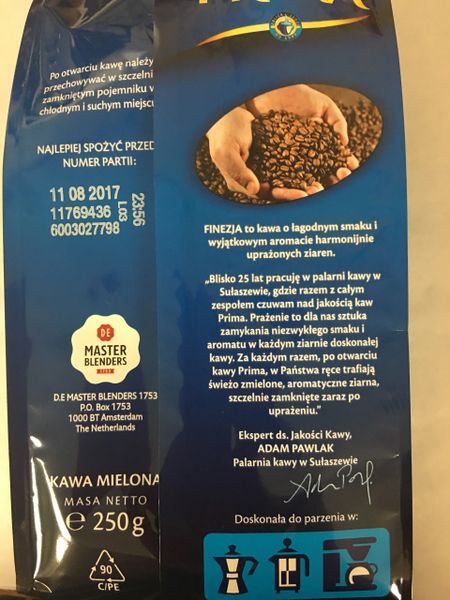 Po otwarciu kawę należy
przechowywać w szczelni
zamkniętym pojemniku w
chłodnym i suchym miejscu
NAJLEPIEJ SPOŻYĆ PRZED
NUMER PARTII:
11 08 2017
11769436 L05
6003027798
23:56
D·E
MASTER
BLENDERS
1753
D.E MASTER BLENDERS 1753
P.O. Box 1753
1000 BT Amsterdam
The Netherlands
KAWA MIELONA
MASA NETTO
e 250 g
90
C/PE
FINEZJA to kawa o łagodnym smaku i
wyjątkowym aromacie harmonijnie
uprażonych ziaren.
„Blisko 25 lat pracuję w palarni kawy w
Sułaszewie, gdzie razem z całym
zespołem czuwam nad jakością kaw
Prima. Prażenie to dla nas sztuka
zamykania niezwykłego smaku i
aromatu w każdym ziarnie doskonałej
kawy. Za każdym razem, po otwarciu
kawy Prima, w Państwa ręce trafiają
świeżo zmielone, aromatyczne ziarna,
szczelnie zamknięte zaraz po
uprażeniu.”
Ekspert ds. Jakości Kawy,
ADAM PAWLAK
Palarnia kawy w Sułaszewie
Doskonała do parzenia w: